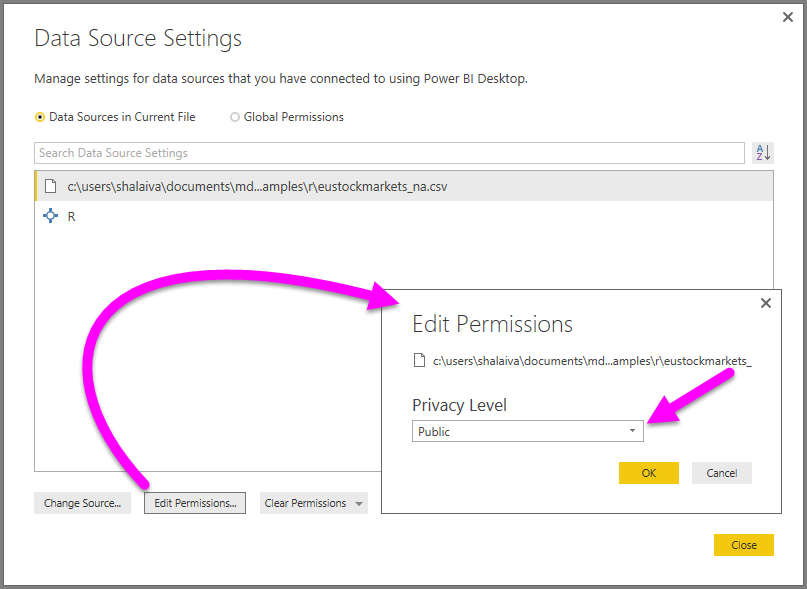 Data Source Settings
Manage settings for data sources that you have connected to using Power BI Desktop.
Data Sources in Current File Global Permissions
Search Data Source Settings
A
Z
c:\users\shalaiva\documents\md...amples\r\eustockmarkets_na.csv
R
Edit Permissions
c:\users\shalaiva\documents\md...amples\r\eustockmarkets_
Privacy Level
Public
OK Cancel
Change Source... Edit Permissions... Clear Permissions
Close